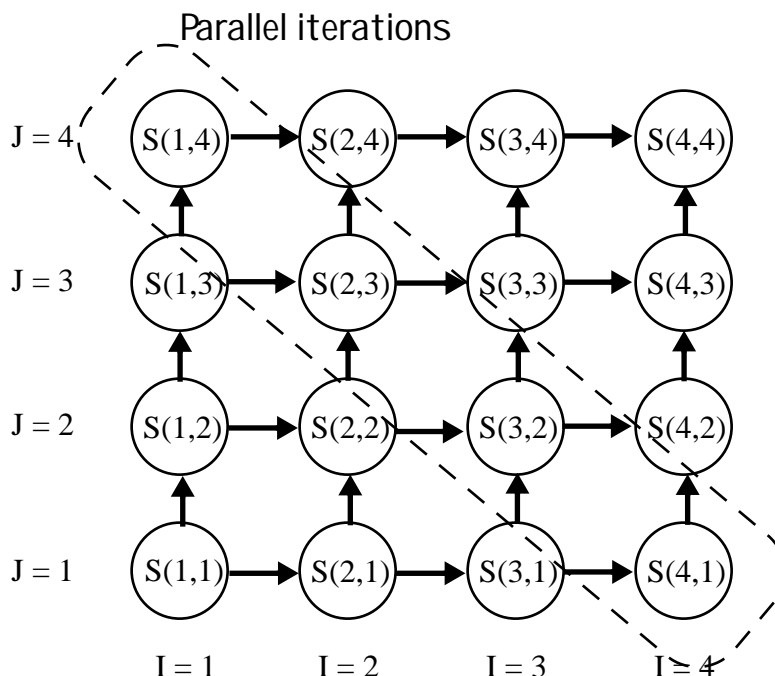 Parallel iterations
J = 4 S(1,4) S(2,4) S(3,4) S(4,4)
J = 3 S(1,3) S(2,3) S(3,3) S(4,3)
J = 2 S(1,2) S(2,2) S(3,2) S(4,2)
J = 1 S(1,1) S(2,1) S(3,1) S(4,1)
I = 1 I = 2 I = 3 I = 4